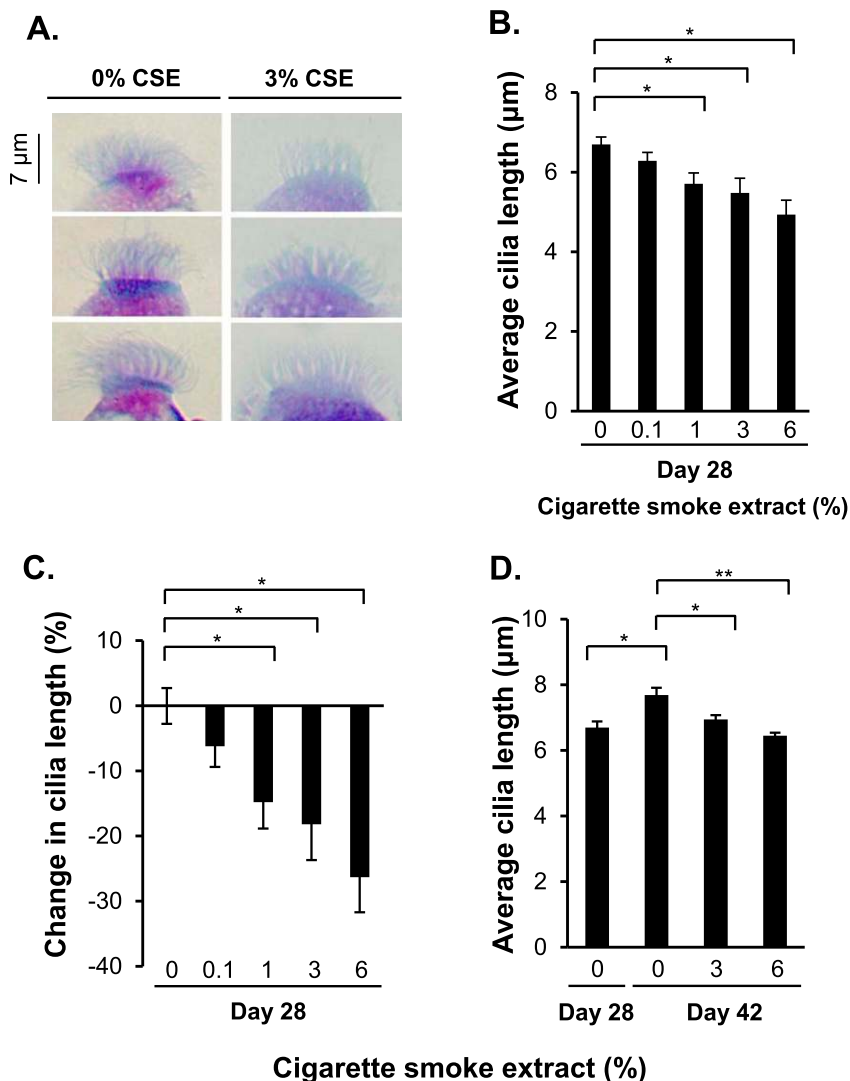 A.
0% CSE 3% CSE
7 µm
B.
*
*
*
Average cilia length (µm)
8
6
4
2
0
0 0.1 1 3 6
Day 28
Cigarette smoke extract (%)
C.
*
*
*
Change in cilia length (%)
10
0
-10
-20
-30
-40
0 0.1 1 3 6
Day 28
D.
**
*
*
Average cilia length (µm)
10
8
6
4
2
0
0 0 3 6
Day 28 Day 42
Cigarette smoke extract (%)